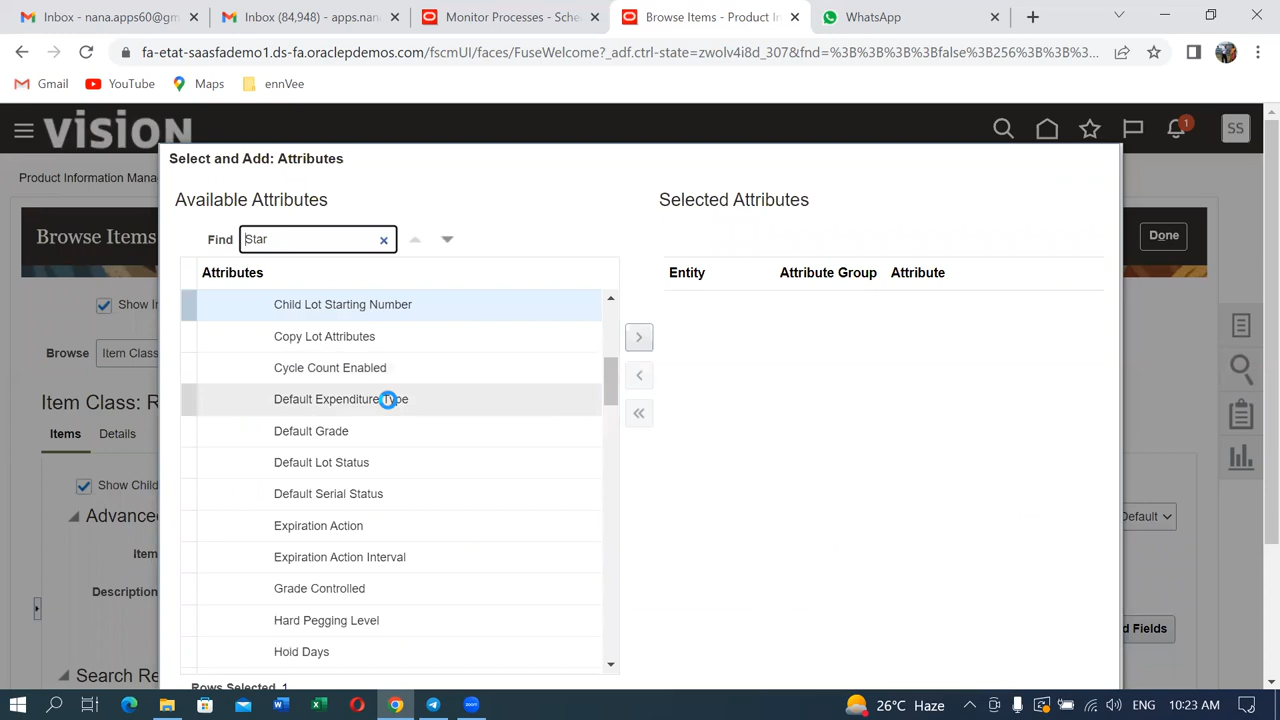 Inbox - nana.apps60@gm
Inbox (84,948) - apps.nana
Monitor Processes - Sche
Browse Items - Product In
WhatsApp
fa-etat-saasfademo1.ds-fa.oraclepdemos.com/fscmUI/faces/FuseWelcome?_adf.ctrl-state=zwolv4i8d_307&fnd=%3B%3B%3B%3Bfalse%3B256%3B%3B%3...
Gmail
YouTube
Maps
ennVee
VISION
1
SS
Product Information Mana
Browse Items
Done
Show In
Browse
Item Class
Item Class: R
Items
Details
Show Child
Advance
Item
Description
Default
d Fields
Search Re
Select and Add: Attributes
Available Attributes
Selected Attributes
Find
Star
Attributes
Entity
Attribute Group
Attribute
Child Lot Starting Number
Copy Lot Attributes
Cycle Count Enabled
Default Expenditure Type
Default Grade
Default Lot Status
Default Serial Status
Expiration Action
Expiration Action Interval
Grade Controlled
Hard Pegging Level
Hold Days
Rows Selected 1
26°C Haze
10:23 AM